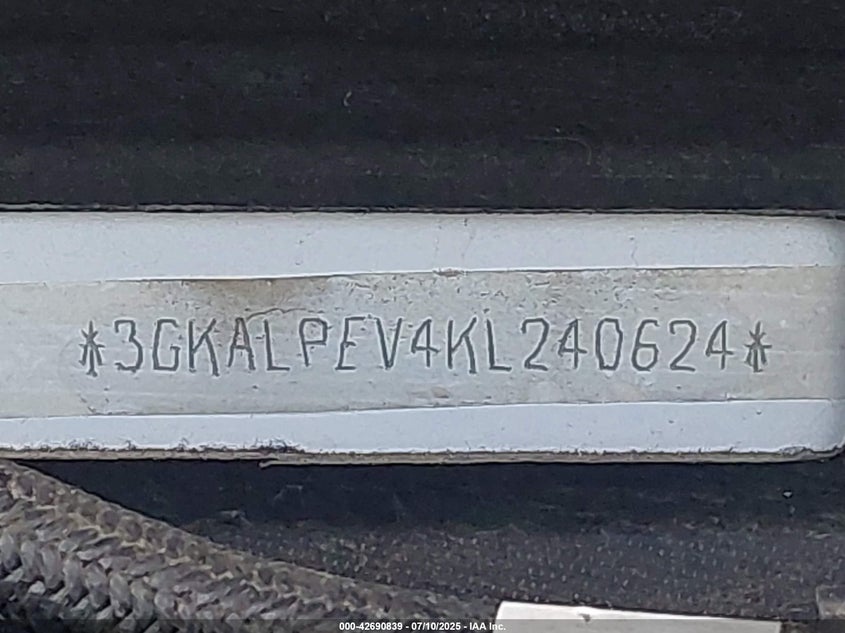 *3GKALPEV4KL240624*
000-42690839 - 07/10/2025 - IAA Inc.